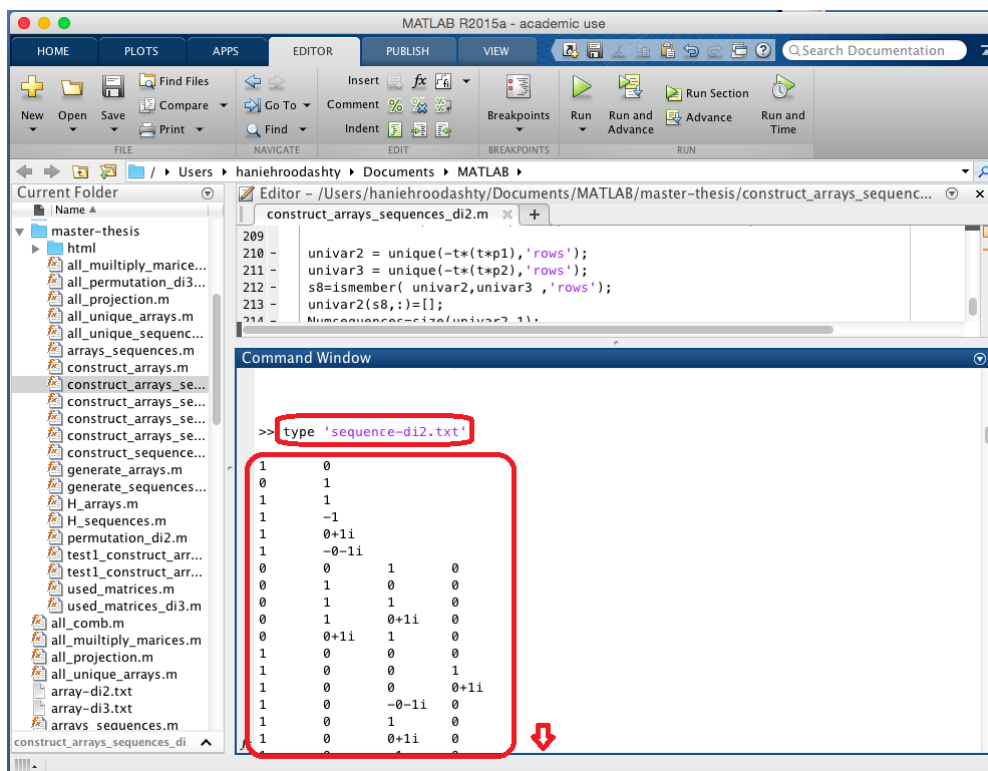 MATLAB R2015a - academic use
HOME PLOTS APPS EDITOR PUBLISH VIEW Search Documentation
Find Files Insert fx
Compare Go To Comment Run Section
New Open Save Breakpoints Run Run and Advance Advance Run and Time
Print Find Indent
FILE NAVIGATE EDIT BREAKPOINTS RUN
/ Users haniehroodashty Documents MATLAB
Current Folder
Name
master-thesis
html
all_muiltiply_marice...
all_permutation_di3...
all_projection.m
all_unique_arrays.m
all_unique_sequenc...
arrays_sequences.m
construct_arrays.m
construct_arrays_se...
construct_arrays_se...
construct_arrays_se...
construct_arrays_se...
construct_sequence...
generate_arrays.m
generate_sequences...
H_arrays.m
H_sequences.m
permutation_di2.m
test1_construct_arr...
test1_construct_arr...
used_matrices.m
used_matrices_di3.m
all_comb.m
all_muiltiply_marices.m
all_projection.m
all_unique_arrays.m
array-di2.txt
array-di3.txt
arrays_sequences.m
construct_arrays_sequences_di
Editor - /Users/haniehroodashty/Documents/MATLAB/master-thesis/construct_arrays_sequenc...
construct_arrays_sequences_di2.m
209
210 - univar2 = unique(-t*(t*p1),'rows');
211 - univar3 = unique(-t*(t*p2),'rows');
212 - s8=ismember( univar2,univar3 ,'rows');
213 - univar2(s8,:)=[];
214 - Numsequences=size(univar2,1);
Command Window
>> type 'sequence-di2.txt'
1 0
0 1
1 1
1 -1
1 0+1i
1 -0-1i
0 0 1 0
0 1 0 0
0 1 1 0
0 1 0+1i 0
0 0+1i 1 0
1 0 0 0
1 0 0 1
1 0 0 0+1i
1 0 -0-1i 0
1 0 1 0
1 0 0+1i 0